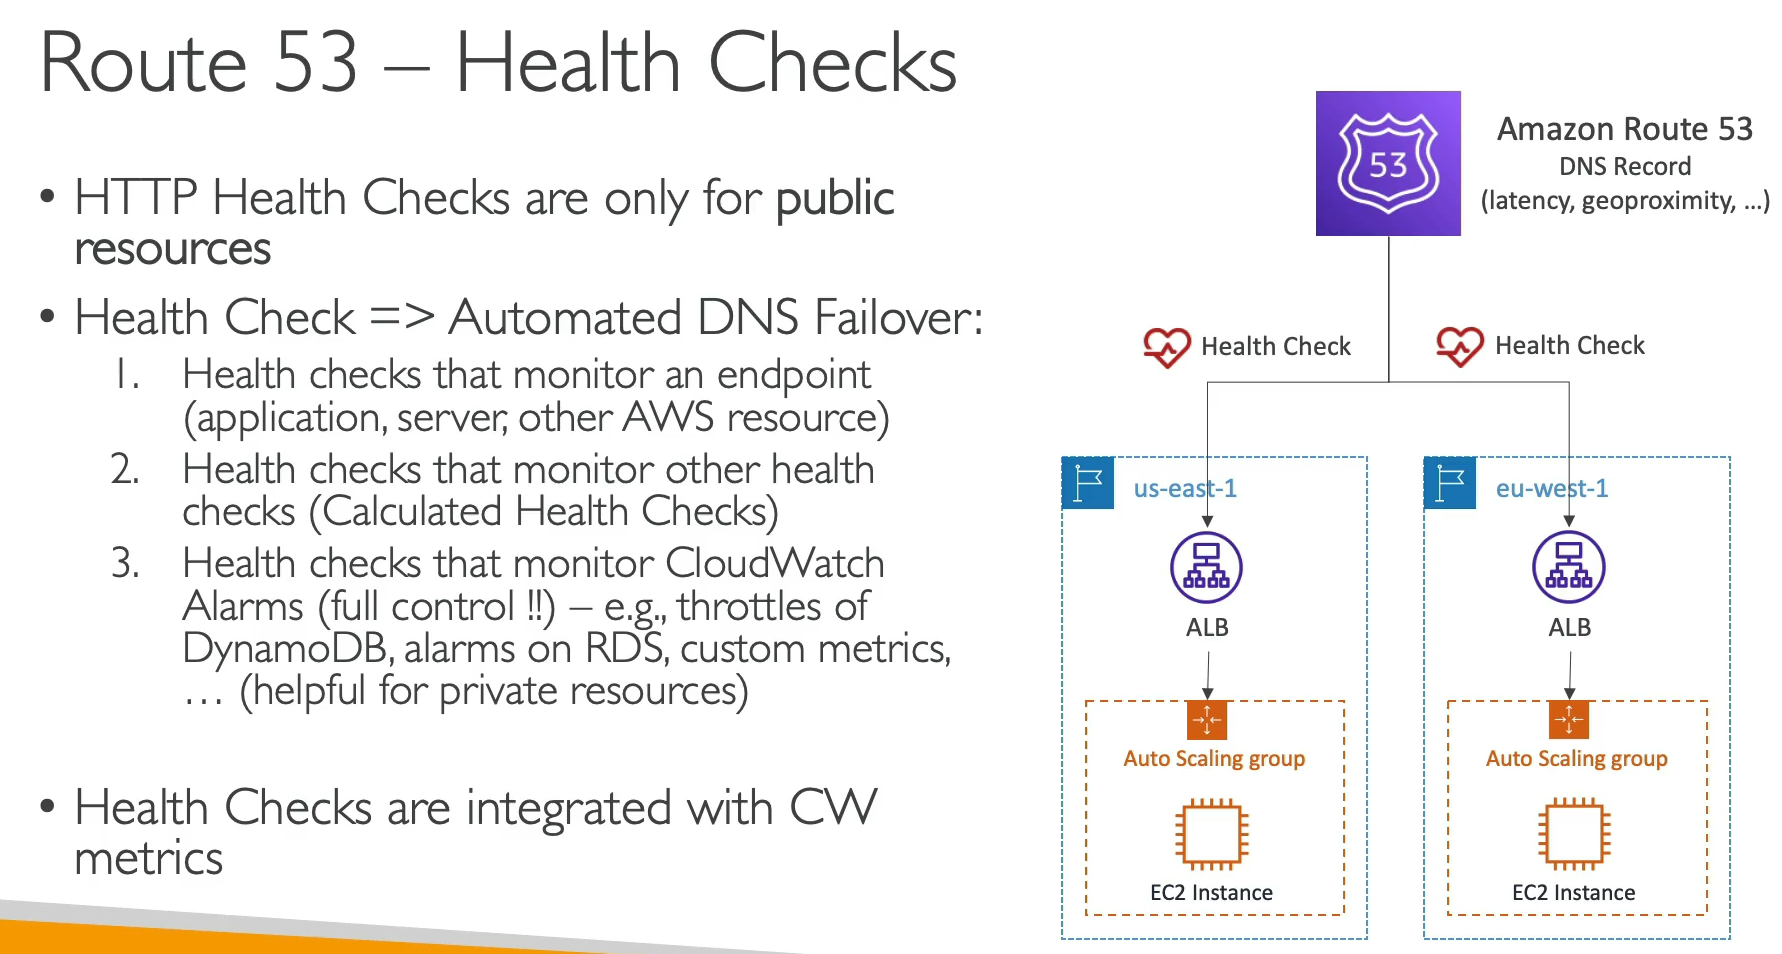 Route 53 – Health Checks
• HTTP Health Checks are only for public
resources
• Health Check => Automated DNS Failover:
1. Health checks that monitor an endpoint
(application, server, other AWS resource)
2. Health checks that monitor other health
checks (Calculated Health Checks)
3. Health checks that monitor CloudWatch
Alarms (full control !!) – e.g., throttles of
DynamoDB, alarms on RDS, custom metrics,
… (helpful for private resources)
• Health Checks are integrated with CW
metrics
53
Amazon Route 53
DNS Record
(latency, geoproximity, …)
Health Check
Health Check
us-east-1
eu-west-1
ALB
ALB
Auto Scaling group
Auto Scaling group
EC2 Instance
EC2 Instance